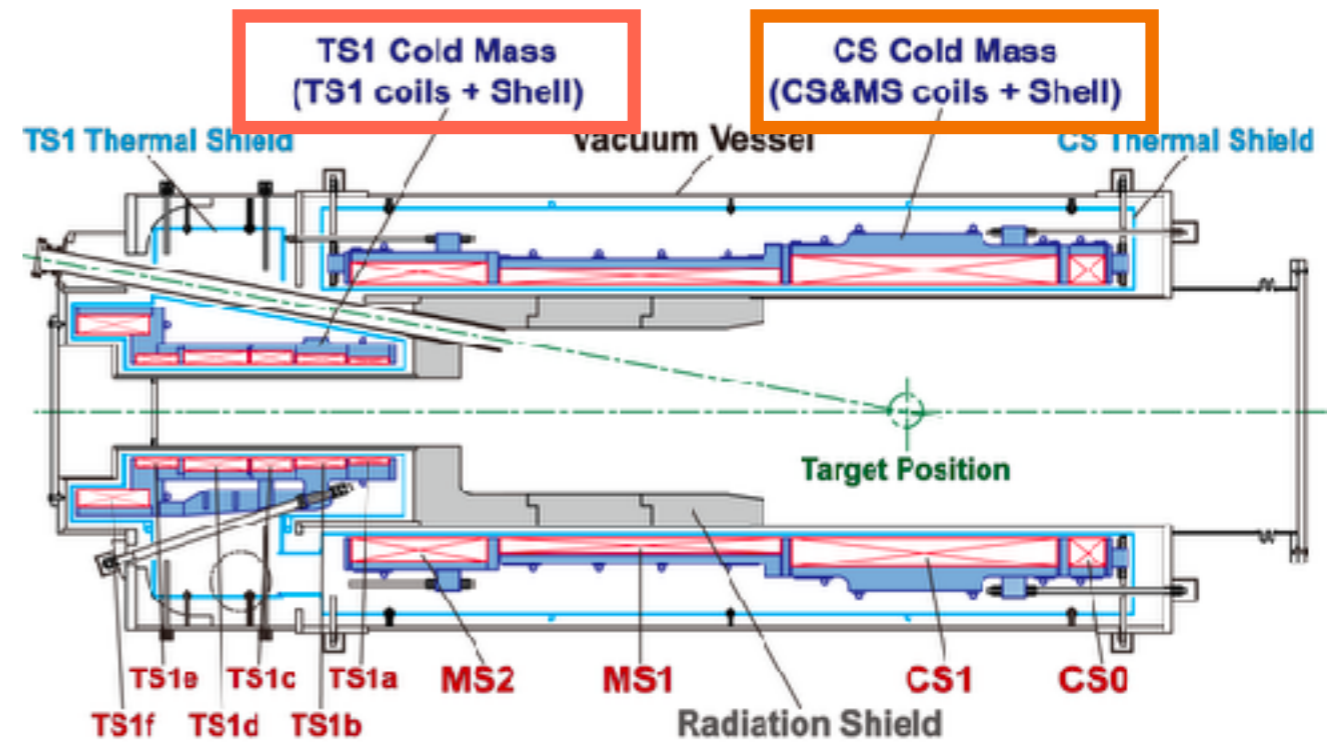 TS1 Cold Mass
(TS1 coils + Shell)
CS Cold Mass
(CS&MS coils + Shell)
TS1 Thermal Shield
Vacuum Vessel
CS Thermal Shield
Target Position
TS1e
TS1c
TS1a
MS2
MS1
CS1
CS0
TS1f
TS1d
TS1b
Radiation Shield